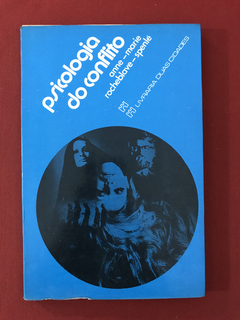 psicologia
do conflito
anne-marie
rocheblave-spenlé
LIVRARIA DUAS CIDADES